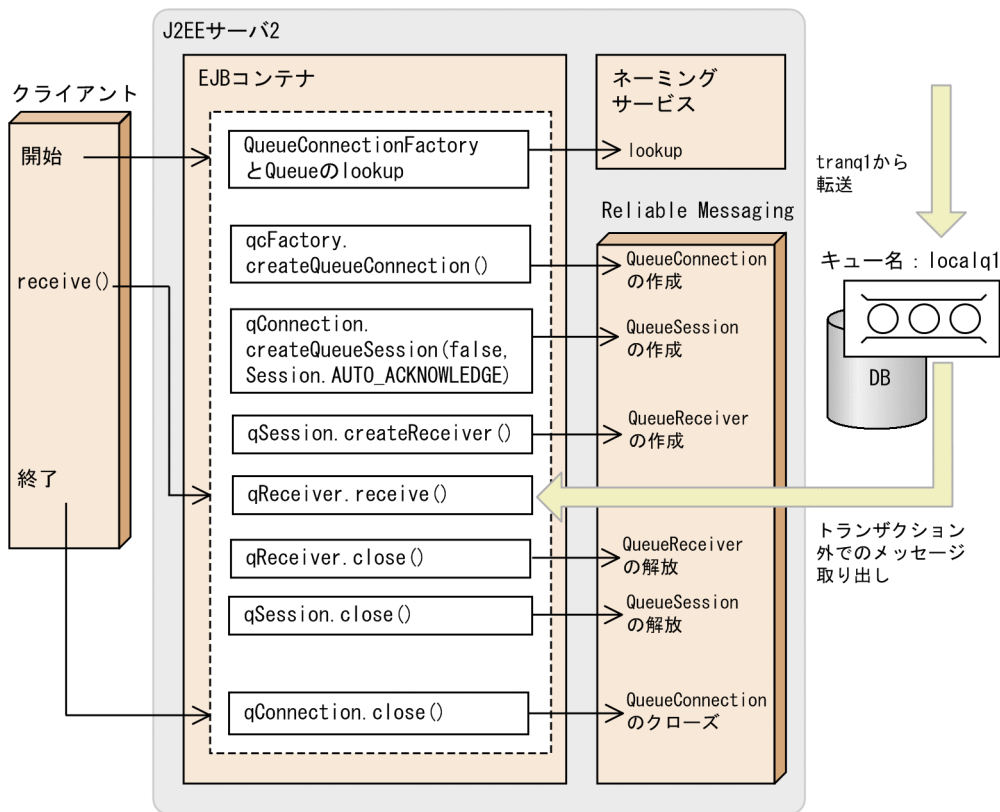 J2EEサーバ2
クライアント
開始
receive()
終了
EJBコンテナ
QueueConnectionFactory
とQueueのlookup
qcFactory.
createQueueConnection()
qConnection.
createQueueSession(false,
Session.AUTO_ACKNOWLEDGE)
qSession.createReceiver()
qReceiver.receive()
qReceiver.close()
qSession.close()
qConnection.close()
ネーミング
サービス
lookup
Reliable Messaging
QueueConnection
の作成
QueueSession
の作成
QueueReceiver
の作成
QueueReceiver
の解放
QueueSession
の解放
QueueConnection
のクローズ
tranq1から
転送
キュー名：localq1
DB
トランザクション
外でのメッセージ
取り出し